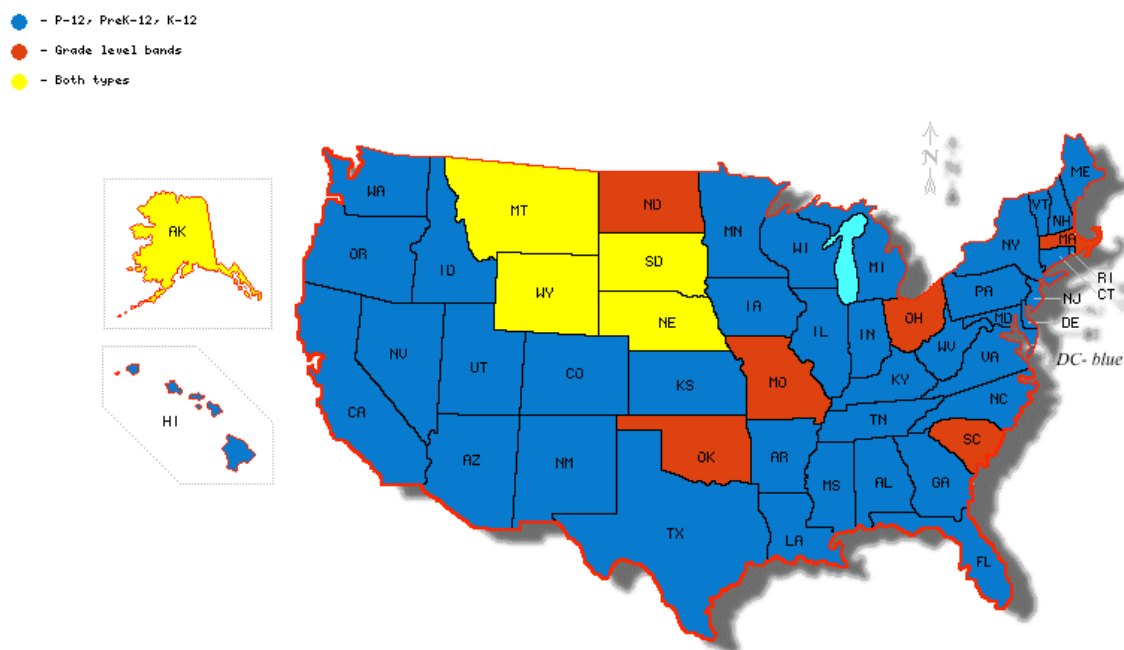 - P-12, PreK-12, K-12
- Grade level bands
- Both types
N
ME
WA
VT
NH
MT
ND
MA
MN
NY
OR
WI
SD
MI
ID
RI
PA
CT
WY
NJ
IA
NE
OH
MD
DE
IL
IN
NV
WV
VA
DC- blue
UT
CO
KS
MO
KY
CA
NC
HI
TN
SC
AZ
NM
OK
AR
MS
AL
GA
TX
LA
FL
AK